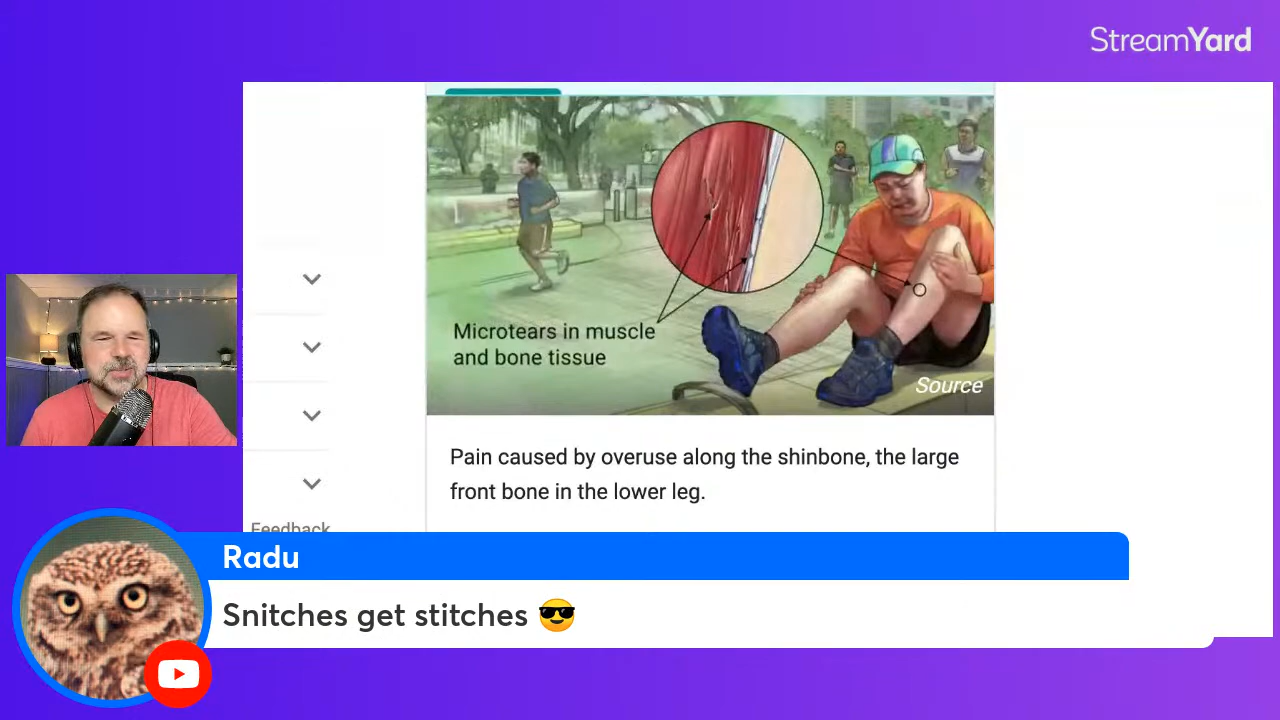 StreamYard
Microtears in muscle
and bone tissue
Source
Pain caused by overuse along the shinbone, the large
front bone in the lower leg.
Feedback
Radu
Snitches get stitches 😎